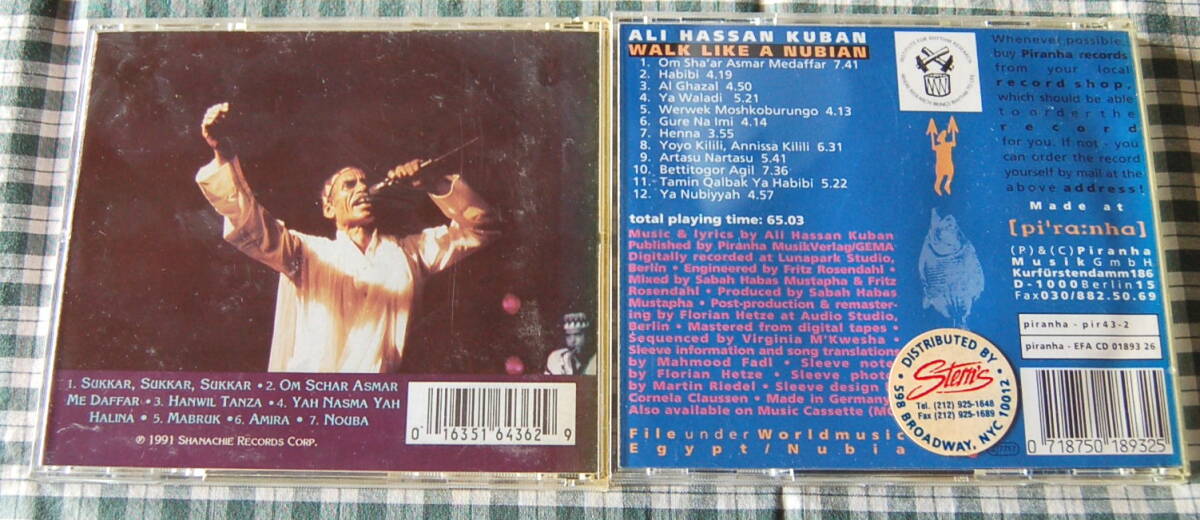 1. SUKKAR, SUKKAR, SUKKAR • 2. OM SCHAR ASMAR
ME DAFFAR • 3. HANWIL TANZA • 4. YAH NASMA YAH
HALINÁ • 5. MABRUK • 6. AMIRA • 7. NOUBA
℗ 1991 SHANACHIE RECORDS CORP.
0 16351 64362 9
ALI HASSAN KUBAN
WALK LIKE A NUBIAN
1. Om Sha'ar Asmar Medaffar 7.41
2. Habibi 4.19
3. Al Ghazal 4.50
4. Ya Waladi 5.21
5. Werwek Moshkoburungo 4.13
6. Gure Na Imi 4.14
7. Henna 3.55
8. Yoyo Kilili, Annissa Kilili 6.31
9. Artasu Nartasu 5.41
10. Bettitogor Agil 7.36
11. Tamin Qalbak Ya Habibi 5.22
12. Ya Nubiyyah 4.57
total playing time: 65.03
Music & lyrics by Ali Hassan Kuban
Published by Piranha MusikVerlag/GEMA
Digitally recorded at Lunapark Studio,
Berlin • Engineered by Fritz Rosendahl •
Mixed by Sabah Habas Mustapha & Fritz
Rosendahl • Produced by Sabah Habas
Mustapha • Post-production & remaster-
ing by Florian Hetze at Audio Studio,
Berlin • Mastered from digital tapes •
Sequenced by Virginia M'Kwesha •
Sleeve information and song translations
by Mahmood Fadl • Sleeve note
by Florian Hetze • Sleeve photo
by Martin Riedel • Sleeve design
Cornela Claussen • Made in Germany
Also available on Music Cassette (MC
File under Worldmusic
Egypt/Nubia
Whenever possible,
buy Piranha records
from your local
record shop,
which should be able
to order the
record
for you. If not - you
can order the record
yourself by mail at the
above address!
Made at
[pi'ra:nha]
(P) & (C) Piranha
Musik GmbH
Kurfürstendamm 186
D-1000 Berlin 15
Fax 030/882.50.69
piranha - pir43-2
piranha - EFA CD 01893 26
DISTRIBUTED BY
Stern's
Tel. (212) 925-1648
Fax (212) 925-1689
598 BROADWAY, NYC 10012
0 718750 189325